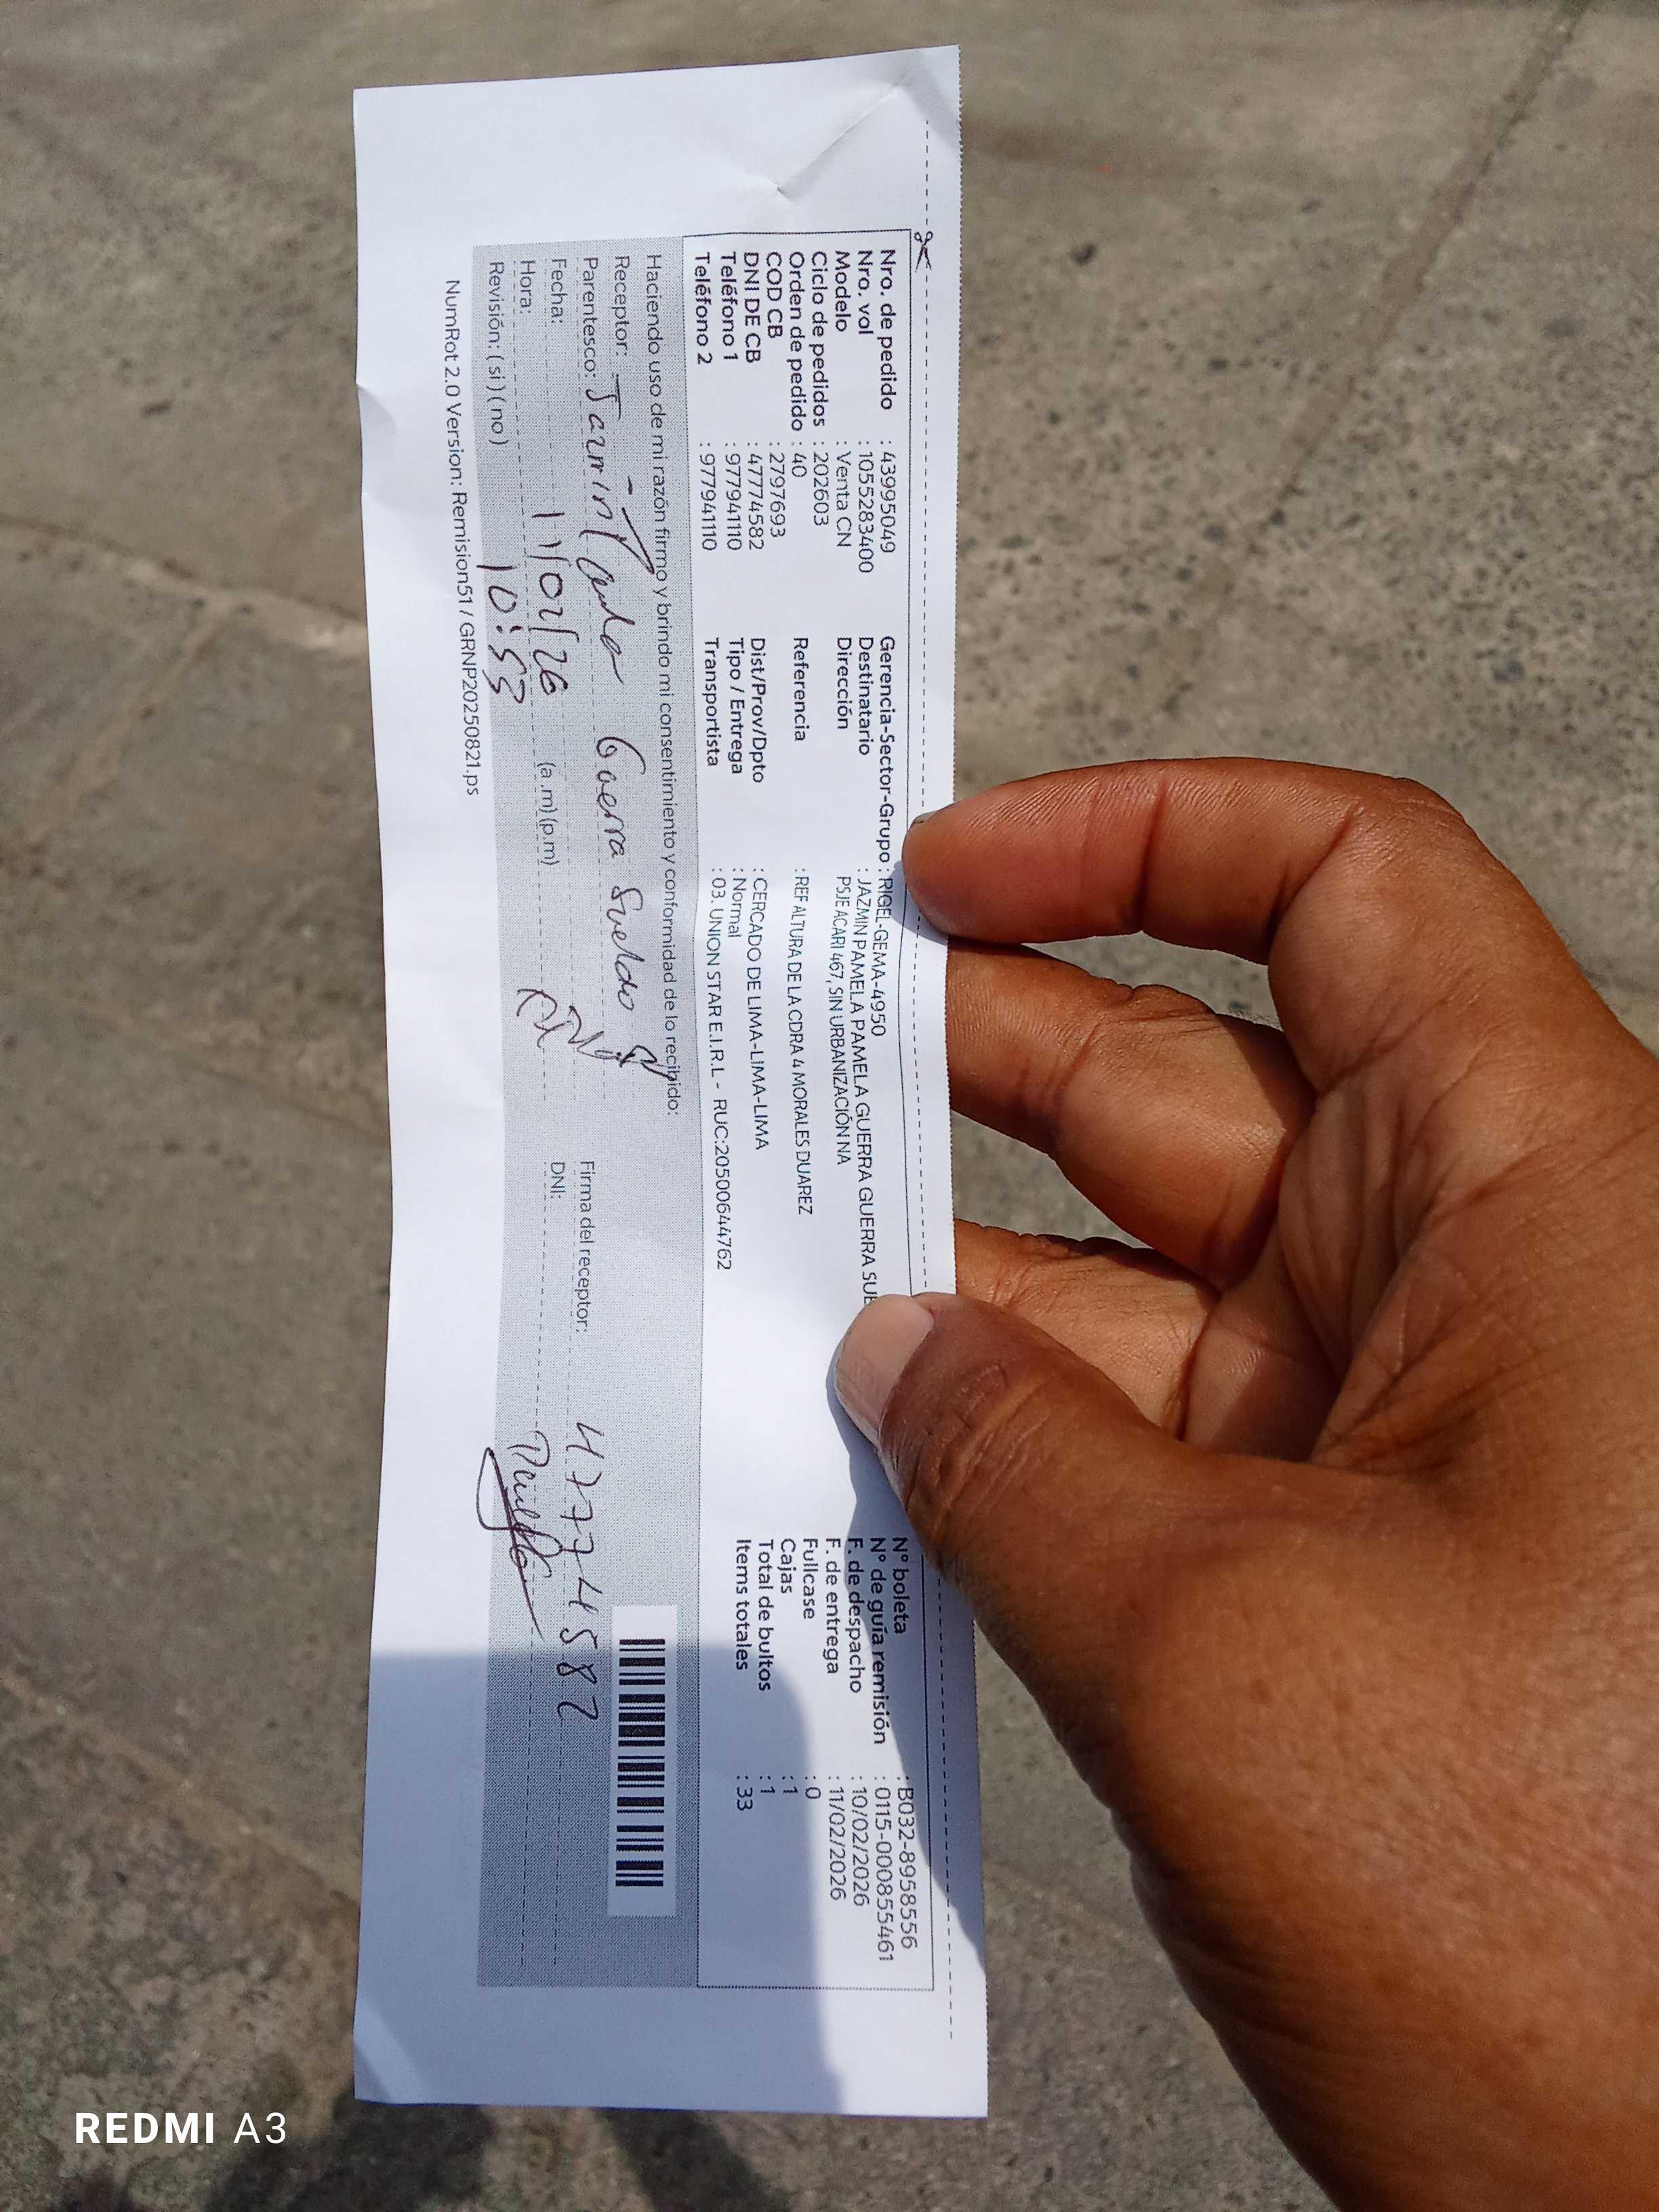 Nro. de pedido : 43995049
Nro. vol : 1055283400
Modelo : Venta CN
Ciclo de pedidos : 202603
Orden de pedido : 40
COD CB : 2797693
DNI DE CB : 47774582
Teléfono 1 : 977941110
Teléfono 2 : 977941110
Gerencia-Sector-Grupo : RIGEL-GEMA-4950
Destinatario : JAZMIN PAMELA PAMELA GUERRA GUERRA SUE
Dirección PSJE ACARI 467, SIN URBANIZACIÓN NA
Referencia : REF ALTURA DE LA CDRA 4 MORALES DUAREZ
Dist/Prov/Dpto : CERCADO DE LIMA-LIMA-LIMA
Tipo / Entrega : Normal
Transportista : 03. UNION STAR E.I.R.L - RUC:20500644762
N° boleta : B032-8958556
N° de guía remisión : 0115-000855461
F. de despacho : 10/02/2026
F. de entrega : 11/02/2026
Fullcase : 0
Cajas : 1
Total de bultos : 1
Items totales : 33
Haciendo uso de mi razón firmo y brindo mi consentimiento y conformidad de lo recibido:
Receptor:
Parentesco: Jazmin Guerra Sueldo
Fecha: 11/02/26
Hora: 10:53 (a.m) (p.m)
Revisión: ( si ) ( no )
Firma del receptor: 47774582
DNI:
NumRot 2.0 Version: Remision51 / GRNP20250821.ps
REDMI A3